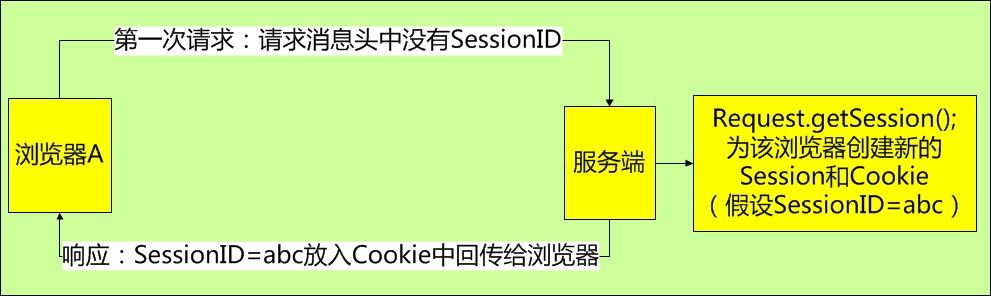 第一次请求：请求消息头中没有SessionID
浏览器A
服务端
Request.getSession();
为该浏览器创建新的
Session和Cookie
（假设SessionID=abc）
响应：SessionID=abc放入Cookie中回传给浏览器